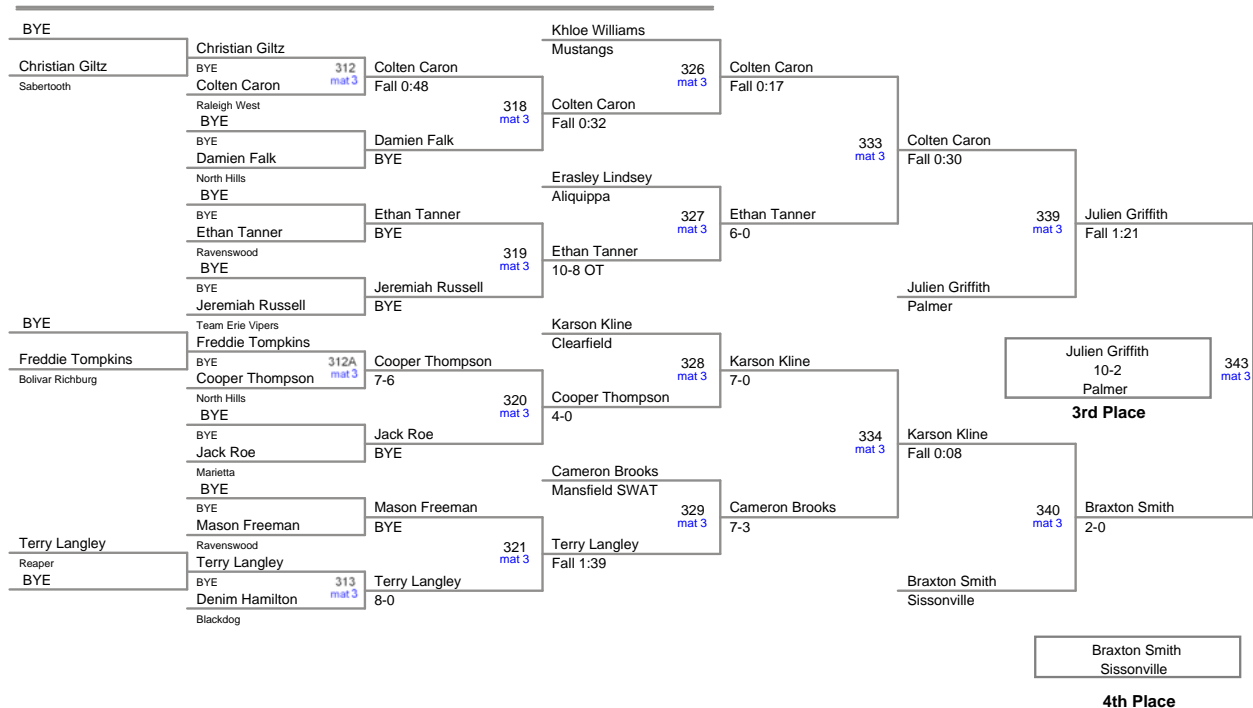 BYE
Christian Giltz
Sabertooth
BYE
Freddie Tompkins
Bolivar Richburg
Terry Langley
Reaper
BYE
Christian Giltz
BYE
312
mat 3
Colten Caron
Raleigh West
BYE
BYE
Damien Falk
North Hills
BYE
BYE
Ethan Tanner
Ravenswood
BYE
BYE
Jeremiah Russell
Team Erie Vipers
Freddie Tompkins
BYE
312A
mat 3
Cooper Thompson
North Hills
BYE
BYE
Jack Roe
Marietta
BYE
BYE
Mason Freeman
Ravenswood
Terry Langley
BYE
313
mat 3
Denim Hamilton
Blackdog
Colten Caron
Fall 0:48
318
mat 3
Damien Falk
BYE
Ethan Tanner
BYE
319
mat 3
Jeremiah Russell
BYE
Cooper Thompson
7-6
320
mat 3
Jack Roe
BYE
Mason Freeman
BYE
321
mat 3
Terry Langley
8-0
Khloe Williams
Mustangs
326
mat 3
Colten Caron
Fall 0:32
Erasley Lindsey
Aliquippa
327
mat 3
Ethan Tanner
10-8 OT
Karson Kline
Clearfield
328
mat 3
Cooper Thompson
4-0
Cameron Brooks
Mansfield SWAT
329
mat 3
Terry Langley
Fall 1:39
Colten Caron
Fall 0:17
333
mat 3
Ethan Tanner
6-0
Karson Kline
7-0
334
mat 3
Cameron Brooks
7-3
Colten Caron
Fall 0:30
339
mat 3
Julien Griffith
Palmer
Karson Kline
Fall 0:08
340
mat 3
Braxton Smith
Sissonville
Julien Griffith
Fall 1:21
Julien Griffith
10-2
Palmer
343
mat 3
3rd Place
Braxton Smith
2-0
Braxton Smith
Sissonville
4th Place